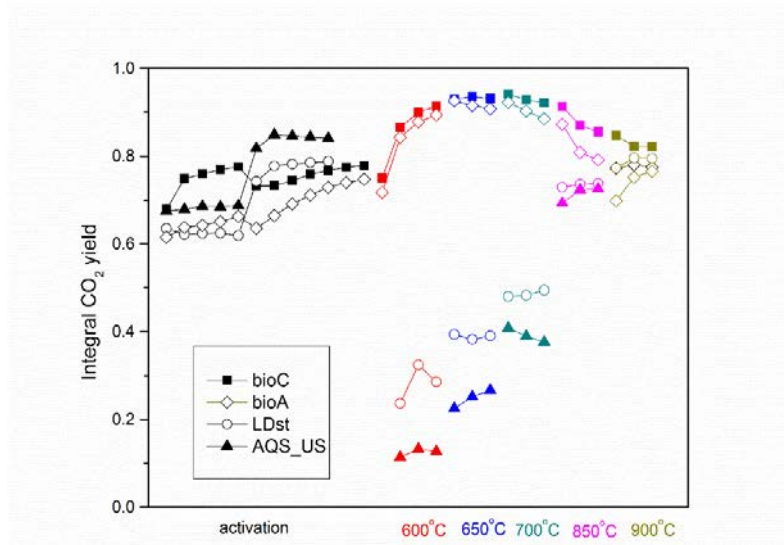 1.0
0.8
0.6
0.4
0.2
0.0
Integral CO₂ yield
bioC
bioA
LDst
AQS_US
activation
600°C
650°C
700°C
850°C
900°C